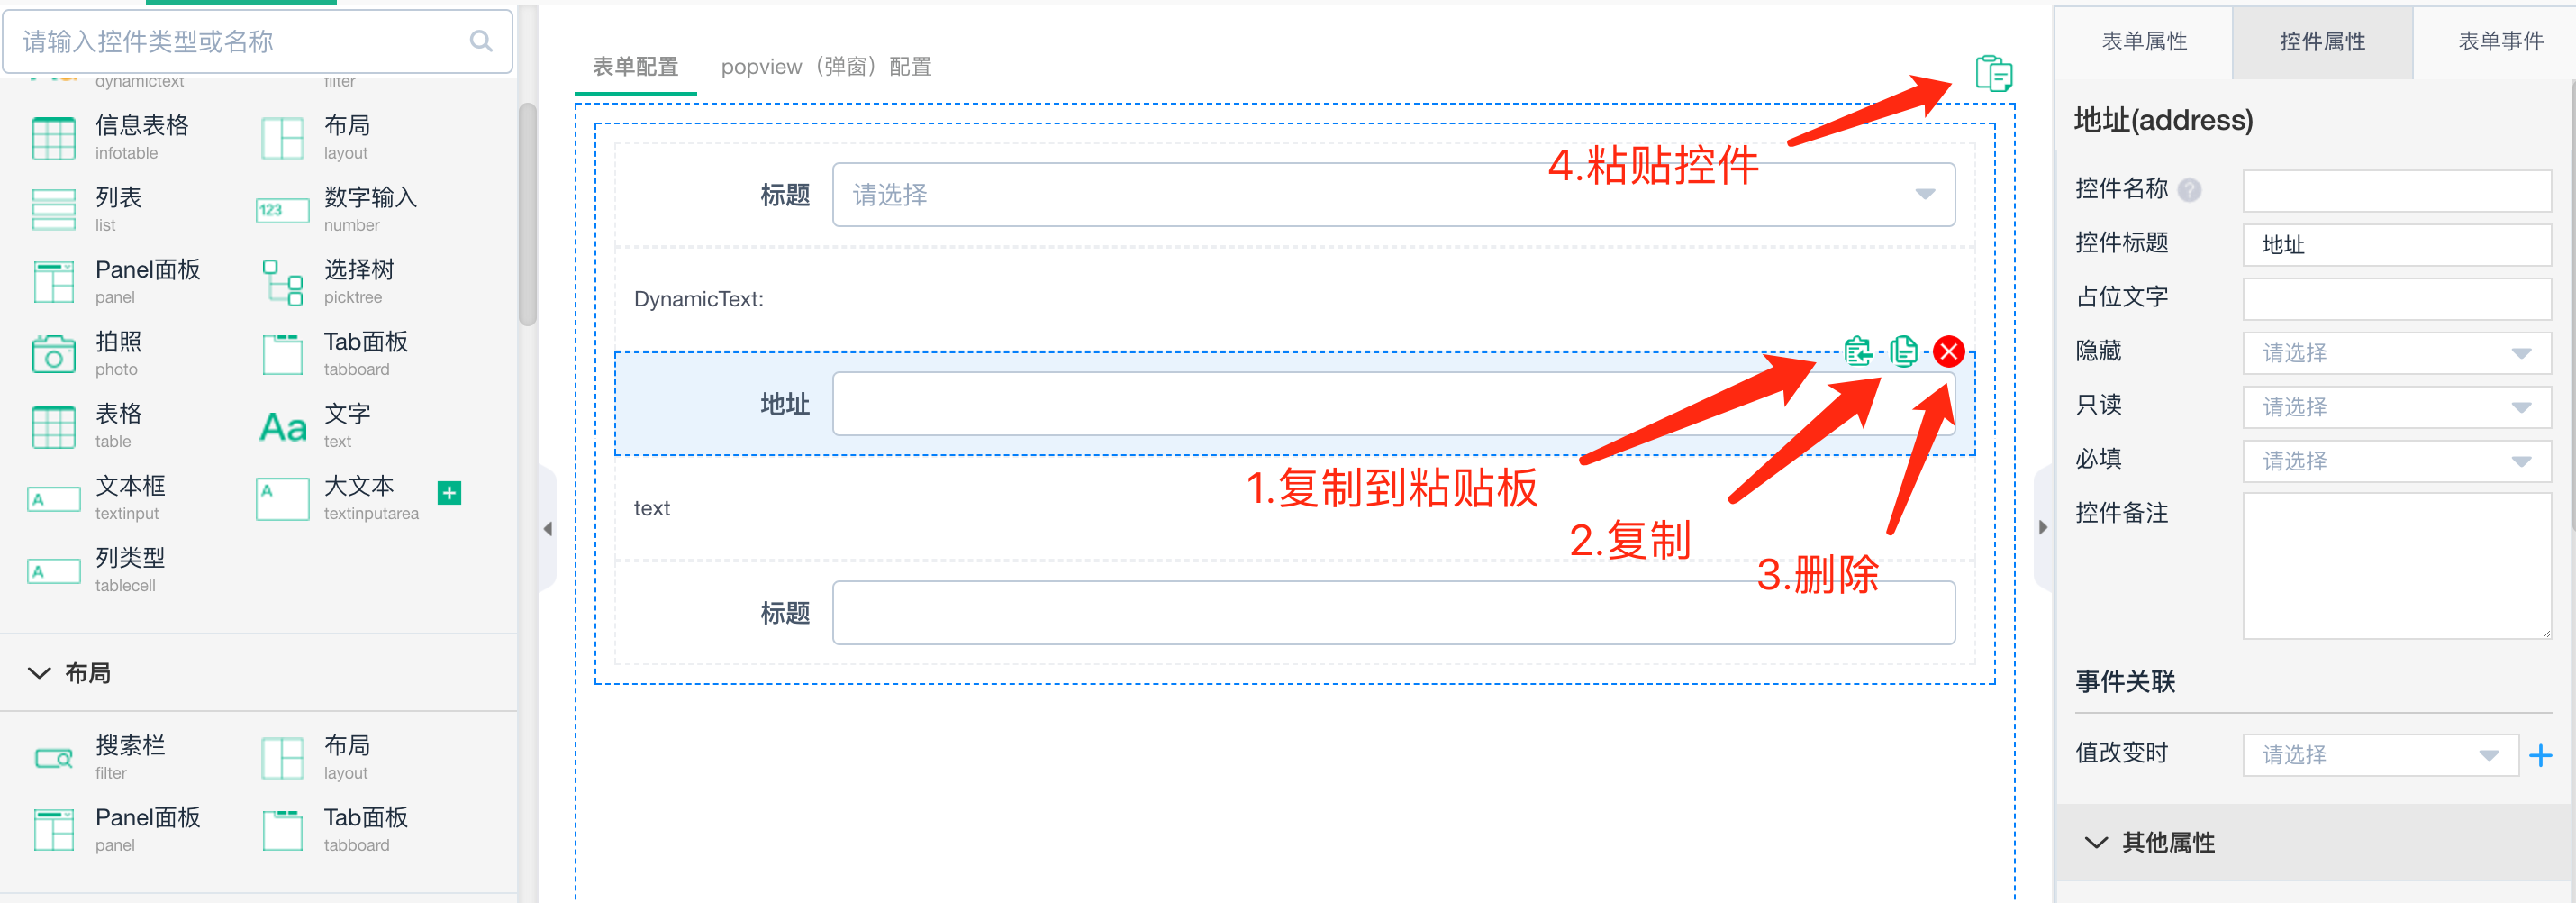 请输入控件类型或名称
dynamictext
filter
信息表格
infotable
布局
layout
列表
list
123
数字输入
number
Panel面板
panel
选择树
picktree
拍照
photo
Tab面板
tabboard
表格
table
Aa
文字
text
A
文本框
textinput
A
大文本
textinputarea
A
列类型
tablecell
布局
搜索栏
filter
布局
layout
Panel面板
panel
Tab面板
tabboard
表单配置
popview（弹窗）配置
4.粘贴控件
标题
请选择
DynamicText:
地址
1.复制到粘贴板
2.复制
3.删除
text
标题
表单属性
控件属性
表单事件
地址(address)
控件名称 ?
控件标题
地址
占位文字
隐藏
请选择
只读
请选择
必填
请选择
控件备注
事件关联
值改变时
请选择
其他属性